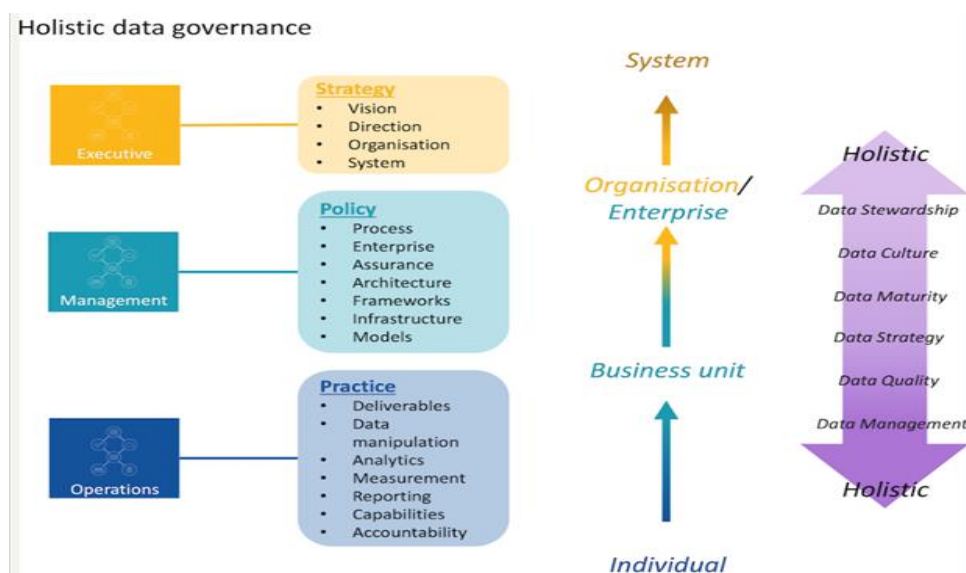 Holistic data governance
Executive
Strategy
• Vision
• Direction
• Organisation
• System
Management
Policy
• Process
• Enterprise
• Assurance
• Architecture
• Frameworks
• Infrastructure
• Models
Operations
Practice
• Deliverables
• Data
manipulation
• Analytics
• Measurement
• Reporting
• Capabilities
• Accountability
System
Organisation/
Enterprise
Business unit
Individual
Holistic
Data Stewardship
Data Culture
Data Maturity
Data Strategy
Data Quality
Data Management
Holistic